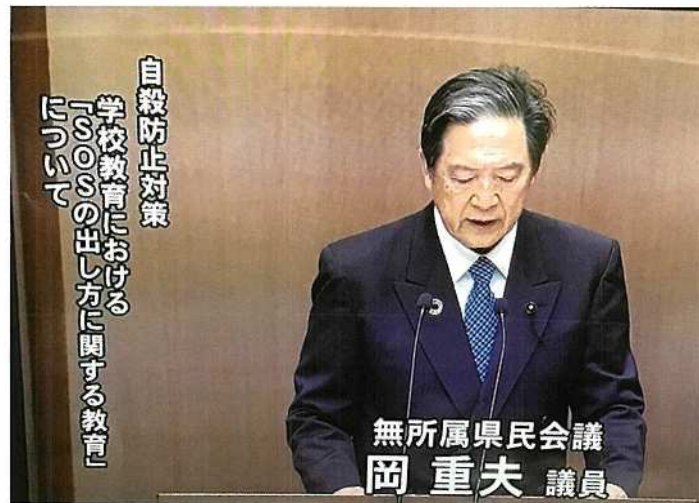 自殺防止対策
学校教育における
「SOSの出し方に関する教育」
について
無所属県民会議
岡 重夫 議員